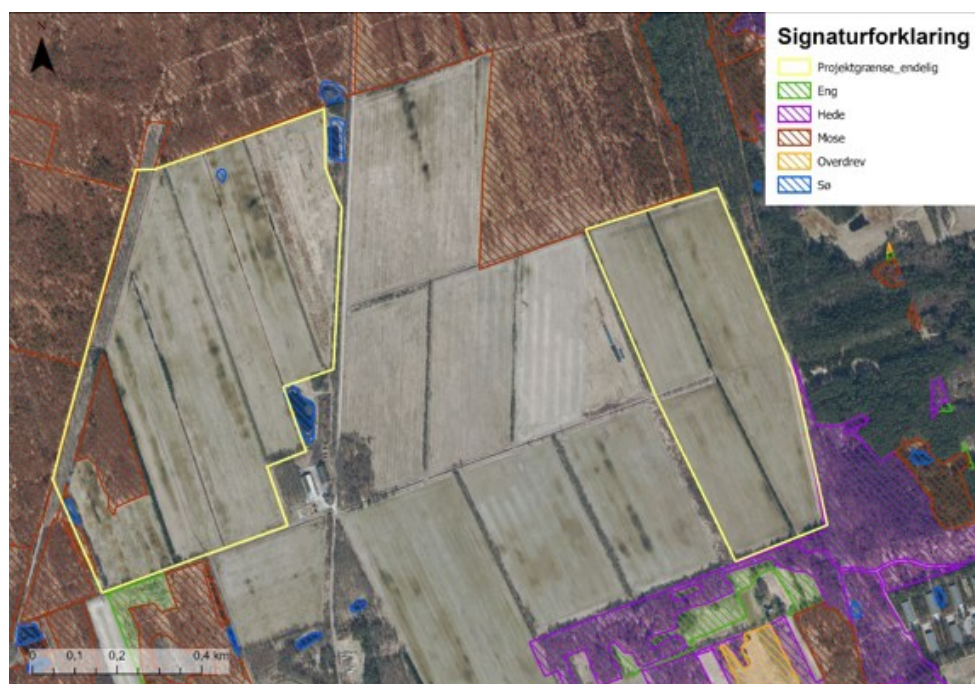 Signaturforklaring
Projektgrænse_endelig
Eng
Hede
Mose
Overdrev
Sø
0 0,1 0,2 0,4 km